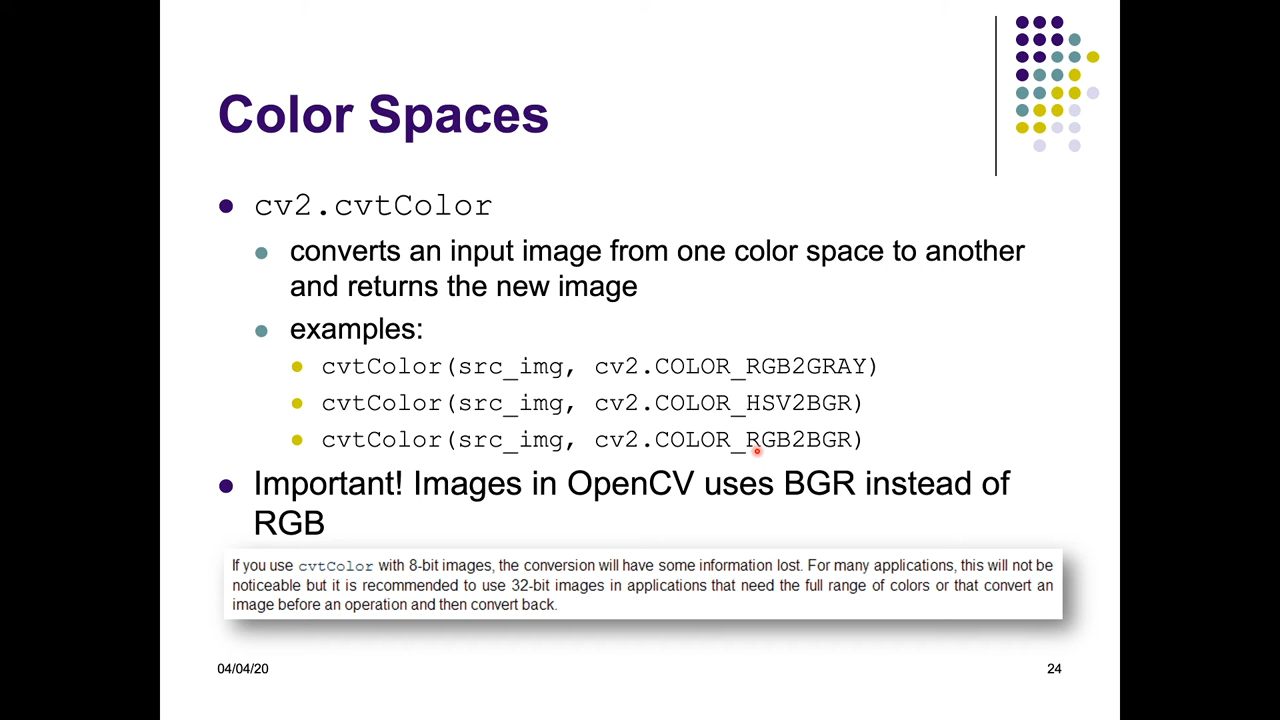 Color Spaces
cv2.cvtColor
converts an input image from one color space to another
and returns the new image
examples:
cvtColor(src_img, cv2.COLOR_RGB2GRAY)
cvtColor(src_img, cv2.COLOR_HSV2BGR)
cvtColor(src_img, cv2.COLOR_RGB2BGR)
Important! Images in OpenCV uses BGR instead of
RGB
If you use cvtColor with 8-bit images, the conversion will have some information lost. For many applications, this will not be
noticeable but it is recommended to use 32-bit images in applications that need the full range of colors or that convert an
image before an operation and then convert back.
04/04/20
24